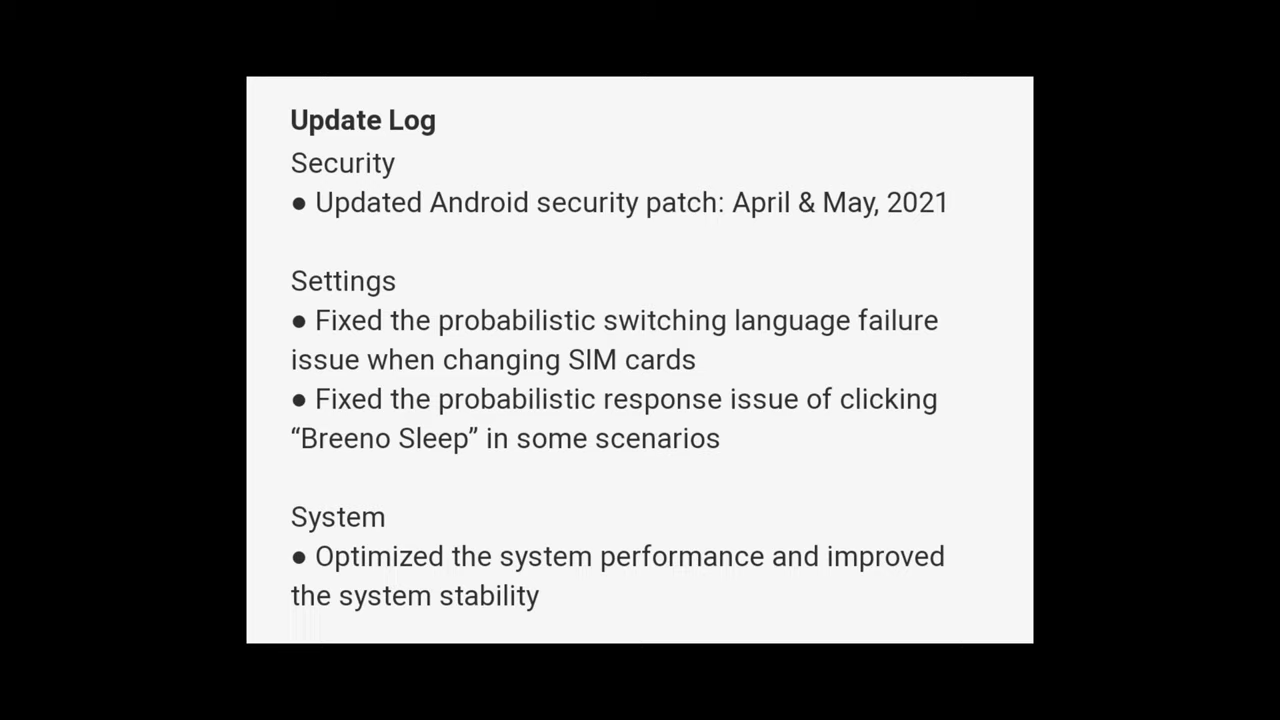 Update Log
Security
● Updated Android security patch: April & May, 2021
Settings
● Fixed the probabilistic switching language failure
issue when changing SIM cards
● Fixed the probabilistic response issue of clicking
“Breeno Sleep” in some scenarios
System
● Optimized the system performance and improved
the system stability